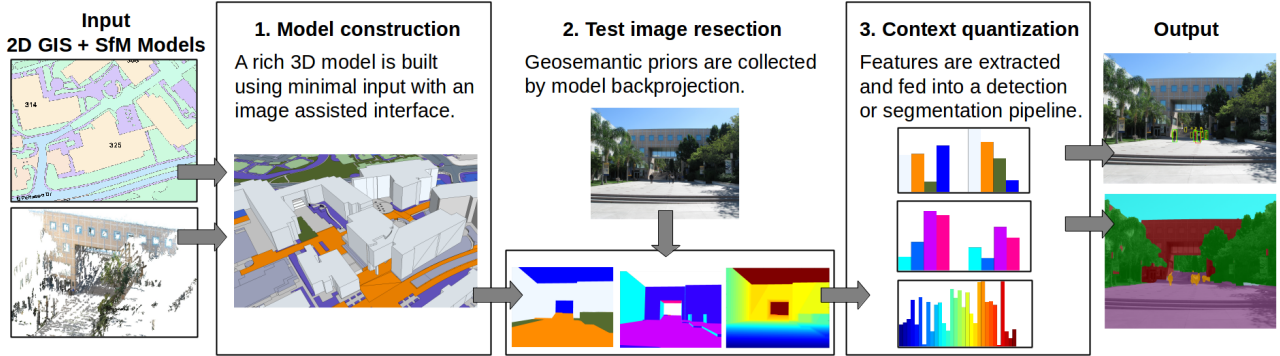 Input
2D GIS + SfM Models
314
325
1. Model construction
A rich 3D model is built
using minimal input with an
image assisted interface.
2. Test image resection
Geosemantic priors are collected
by model backprojection.
3. Context quantization
Features are extracted
and fed into a detection
or segmentation pipeline.
Output